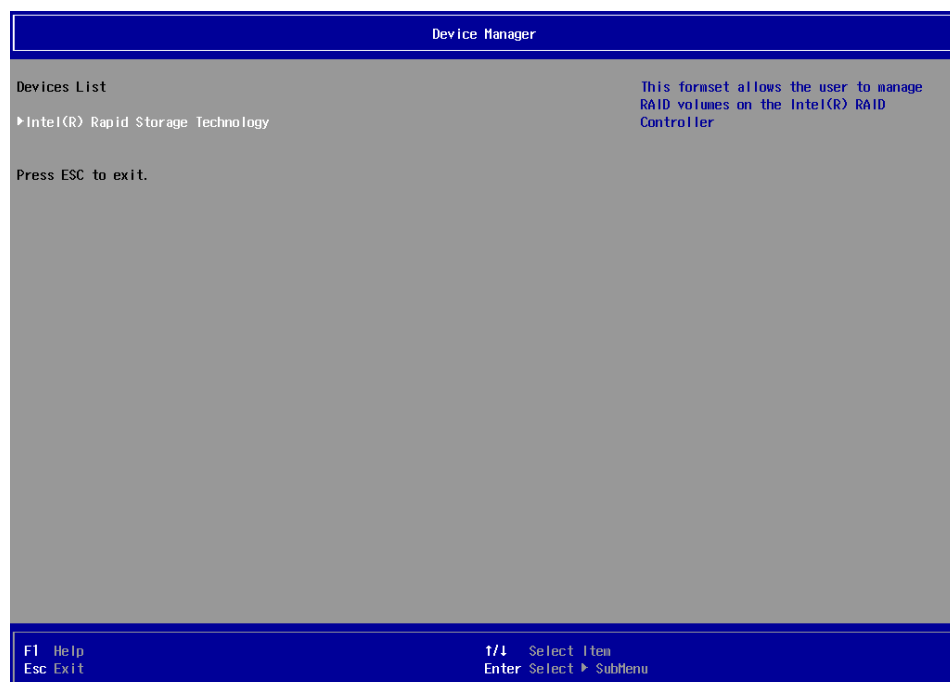 Device Manager
Devices List
This formset allows the user to manage
RAID volumes on the Intel(R) RAID
Controller
▶Intel(R) Rapid Storage Technology
Press ESC to exit.
F1 Help
↑/↓ Select Item
Esc Exit
Enter Select ▶ SubMenu